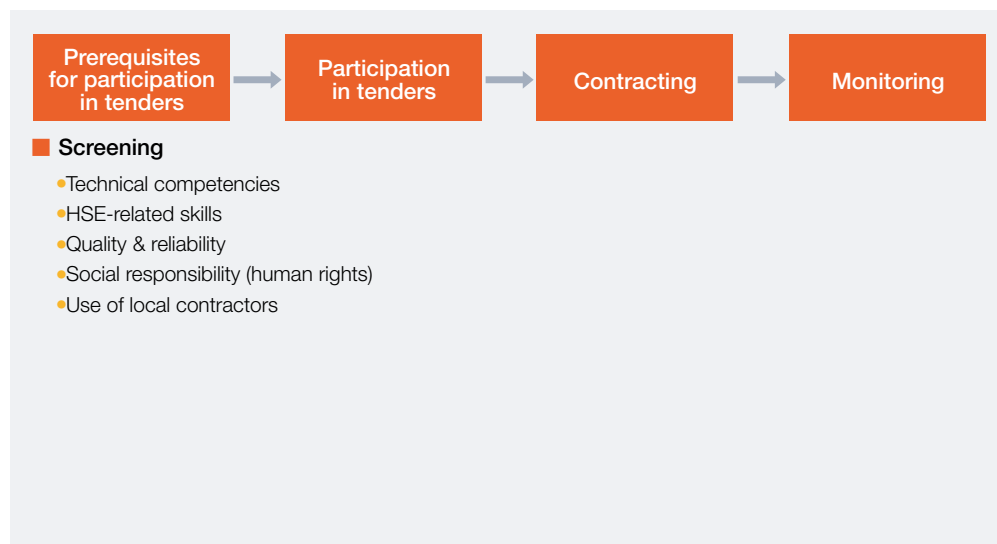 Prerequisites
for participation
in tenders
Participation
in tenders
Contracting
Monitoring
Screening
Technical competencies
HSE-related skills
Quality & reliability
Social responsibility (human rights)
Use of local contractors